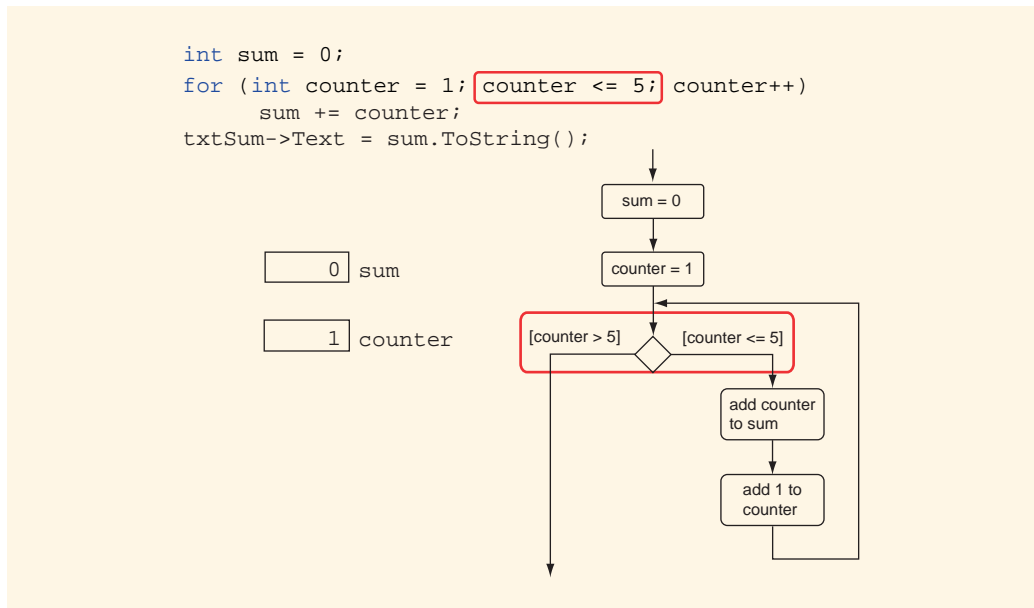 int sum = 0;
for (int counter = 1; counter <= 5; counter++)
sum += counter;
txtSum->Text = sum.ToString();
sum = 0
0 sum
counter = 1
1 counter
[counter > 5]
[counter <= 5]
add counter
to sum
add 1 to
counter